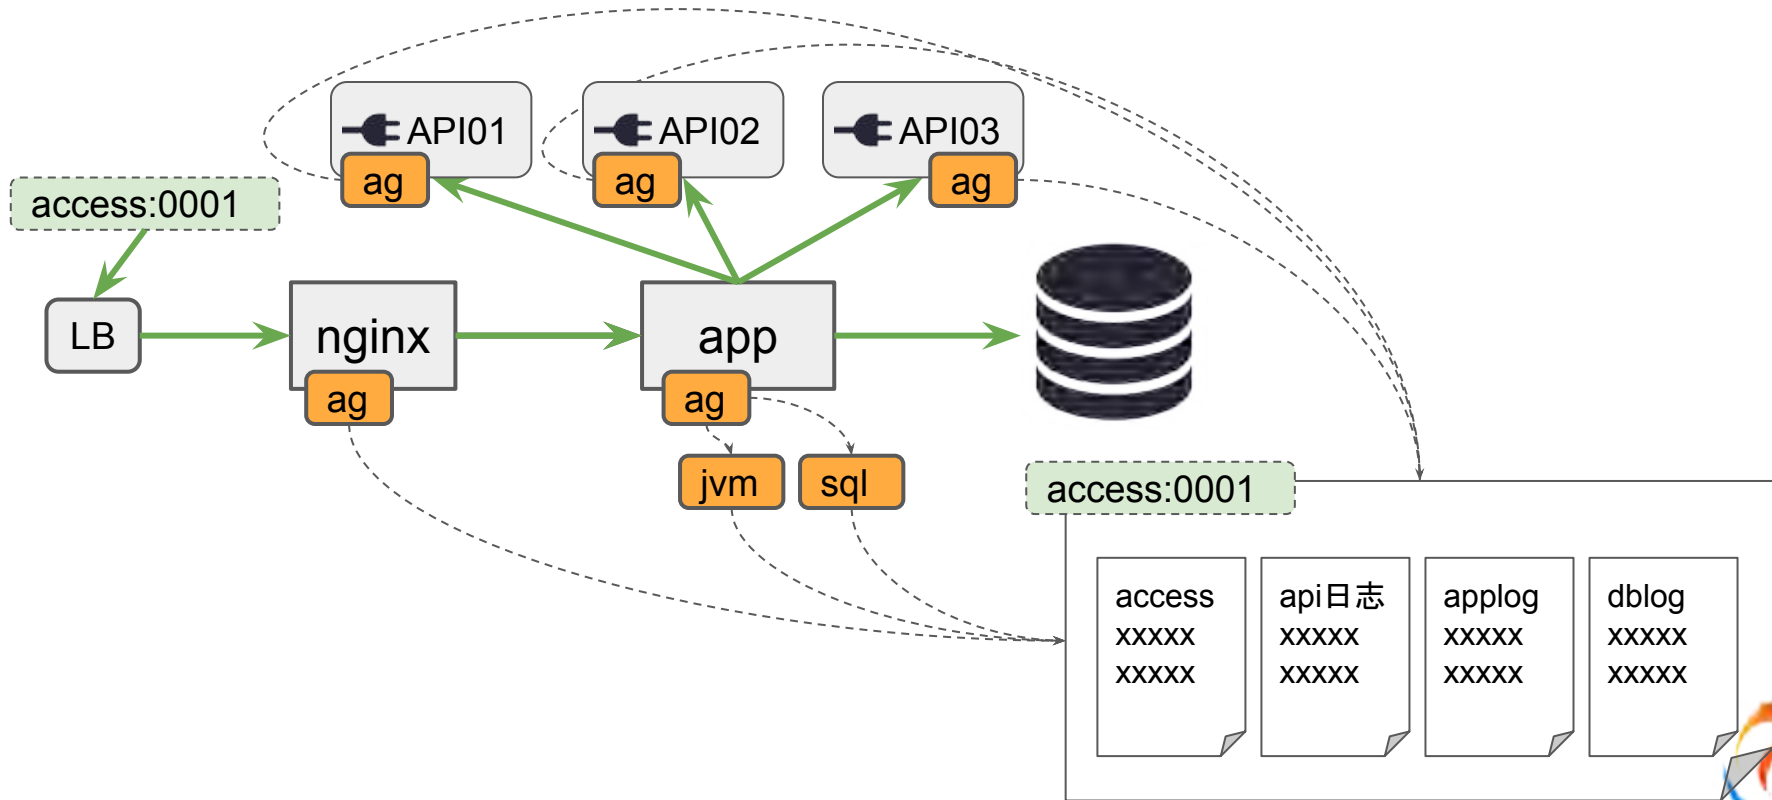 API01
API02
API03
ag
ag
ag
access:0001
LB
nginx
app
ag
ag
jvm
sql
access:0001
access
xxxxx
xxxxx
api日志
xxxxx
xxxxx
applog
xxxxx
xxxxx
dblog
xxxxx
xxxxx